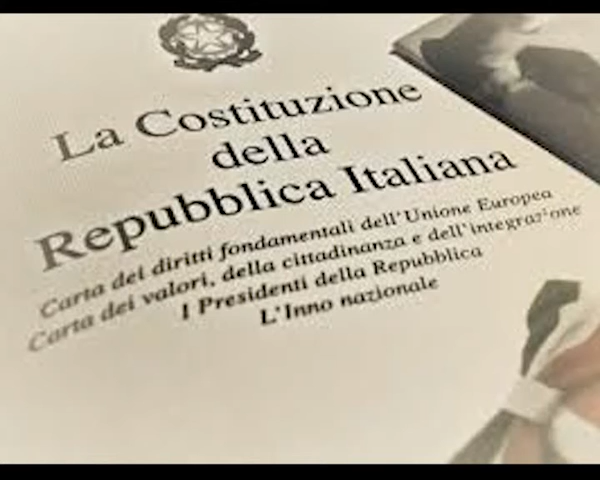 La Costituzione
della
Repubblica Italiana
Carta dei diritti fondamentali dell'Unione Europea
Carta dei valori, della cittadinanza e dell'integrazione
I Presidenti della Repubblica
L'Inno nazionale